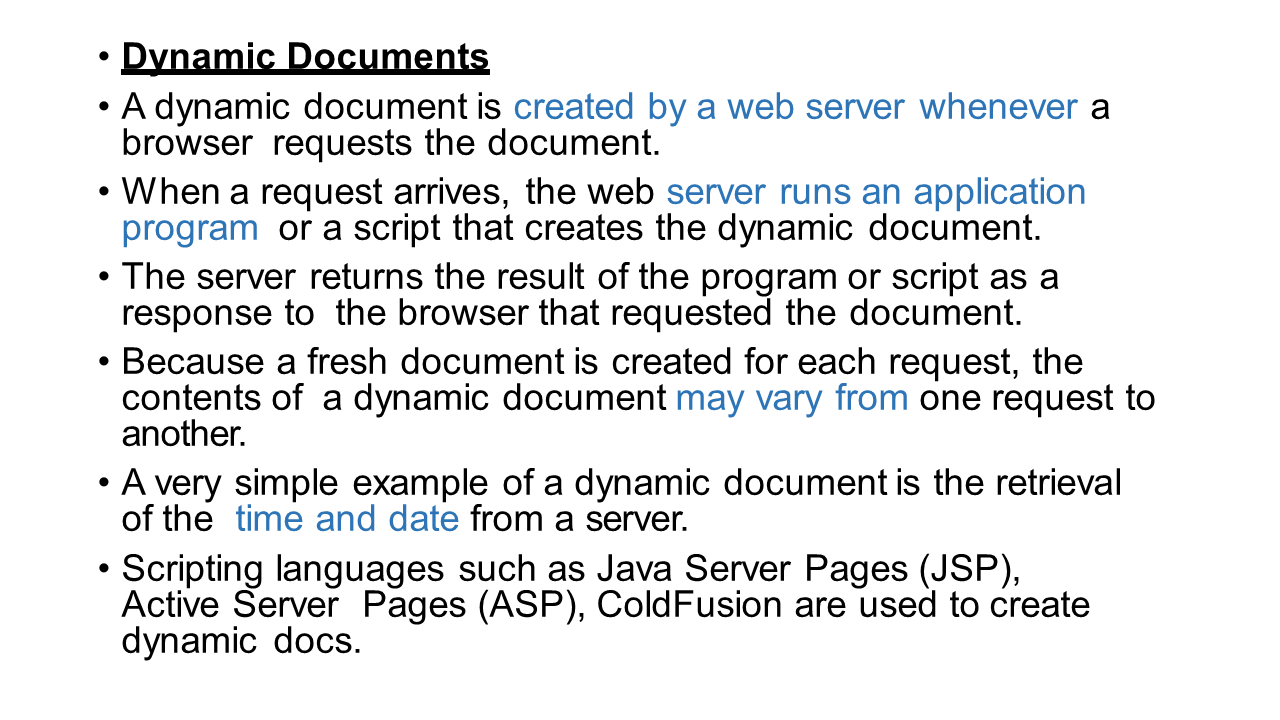 • Dynamic Documents
• A dynamic document is created by a web server whenever a
browser requests the document.
• When a request arrives, the web server runs an application
program or a script that creates the dynamic document.
• The server returns the result of the program or script as a
response to the browser that requested the document.
• Because a fresh document is created for each request, the
contents of a dynamic document may vary from one request to
another.
• A very simple example of a dynamic document is the retrieval
of the time and date from a server.
• Scripting languages such as Java Server Pages (JSP),
Active Server Pages (ASP), ColdFusion are used to create
dynamic docs.